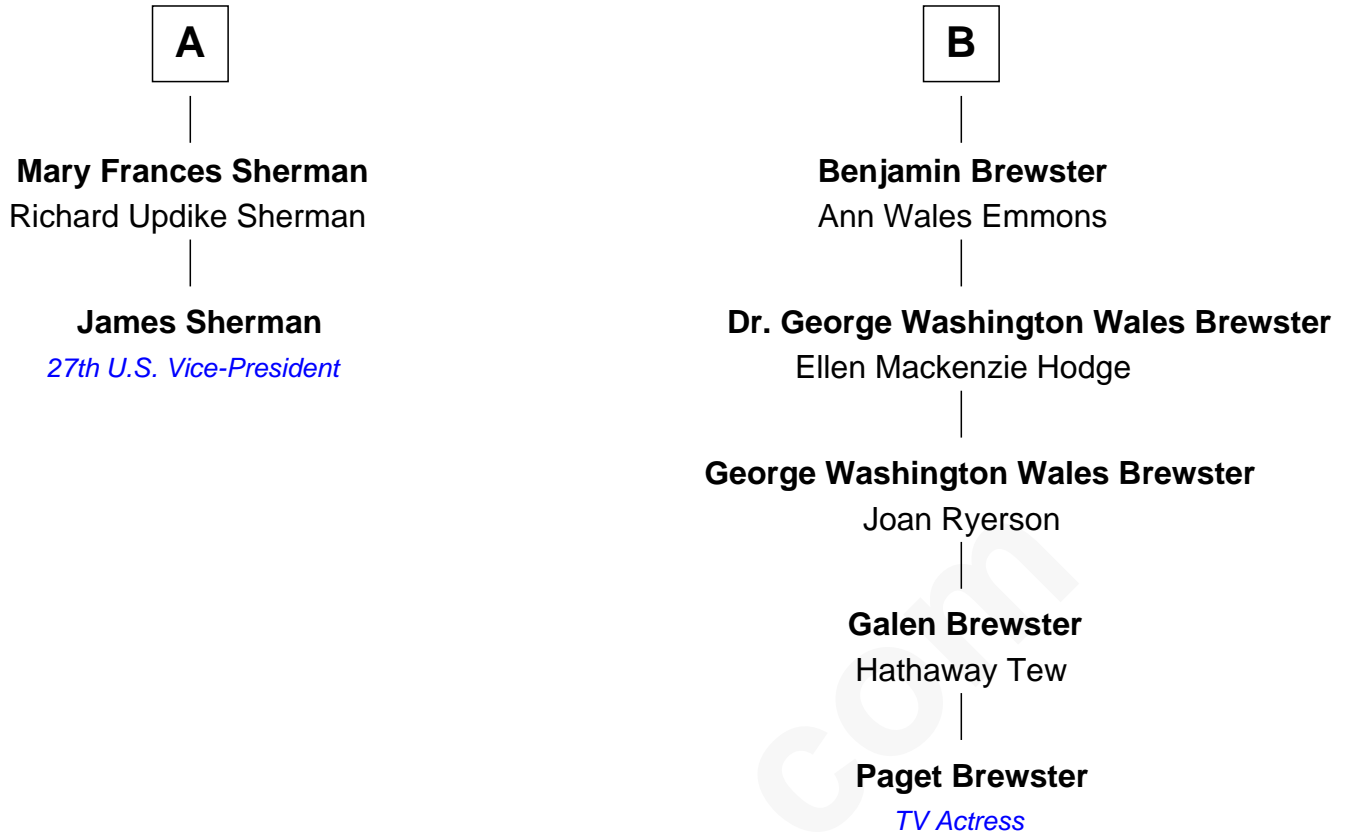 A
Mary Frances Sherman
Richard Updike Sherman
James Sherman
27th U.S. Vice-President
B
Benjamin Brewster
Ann Wales Emmons
Dr. George Washington Wales Brewster
Ellen Mackenzie Hodge
George Washington Wales Brewster
Joan Ryerson
Galen Brewster
Hathaway Tew
Paget Brewster
TV Actress
com